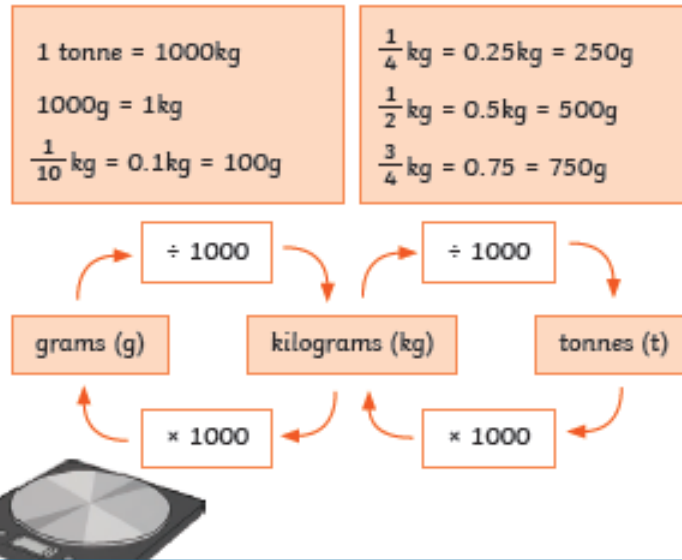 1 tonne = 1000kg
1000g = 1kg
1/10 kg = 0.1kg = 100g
1/4 kg = 0.25kg = 250g
1/2 kg = 0.5kg = 500g
3/4 kg = 0.75 = 750g
÷ 1000
÷ 1000
grams (g)
kilograms (kg)
tonnes (t)
× 1000
× 1000